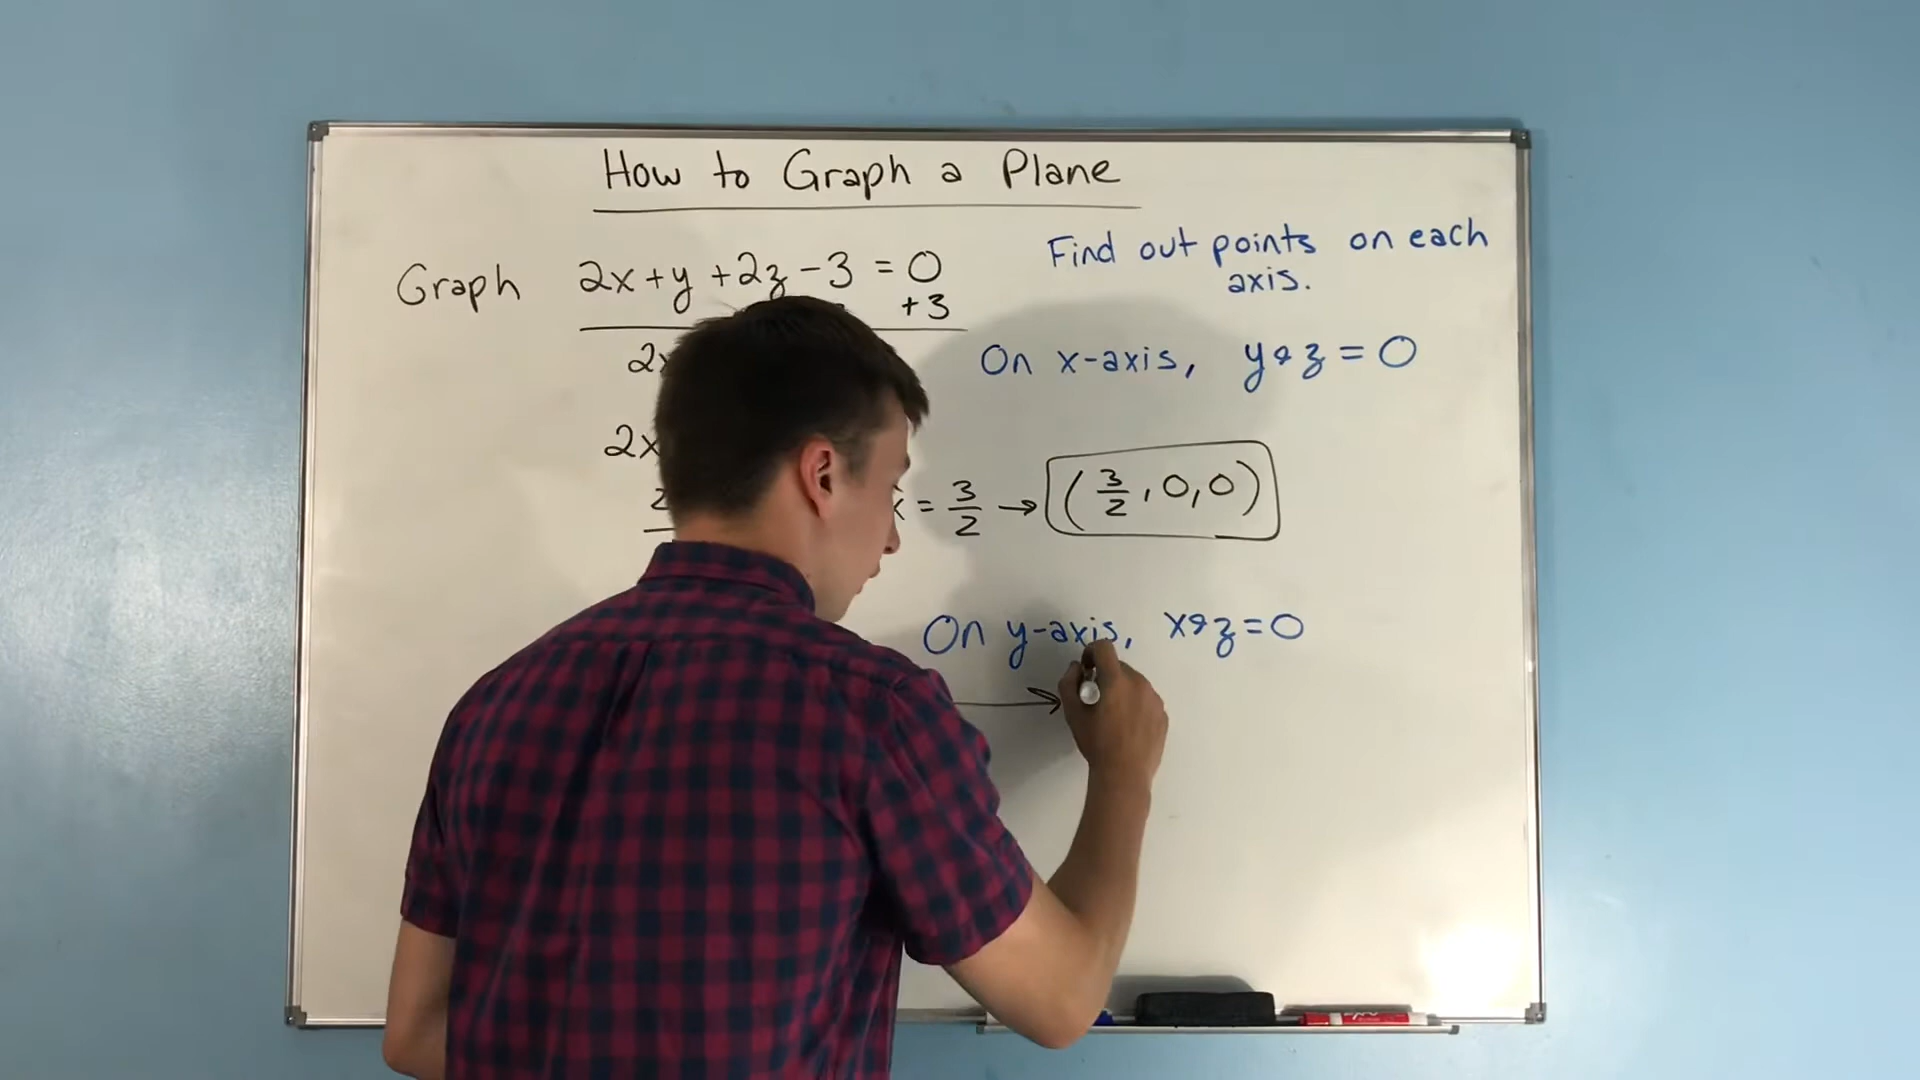 How to Graph a Plane
Find out points on each
axis.
Graph 2x + y + 2z - 3 = 0
+3
2x
On x-axis, y & z = 0
2x
2
x = 3/2 → (3/2, 0, 0)
On y-axis, x & z = 0
→